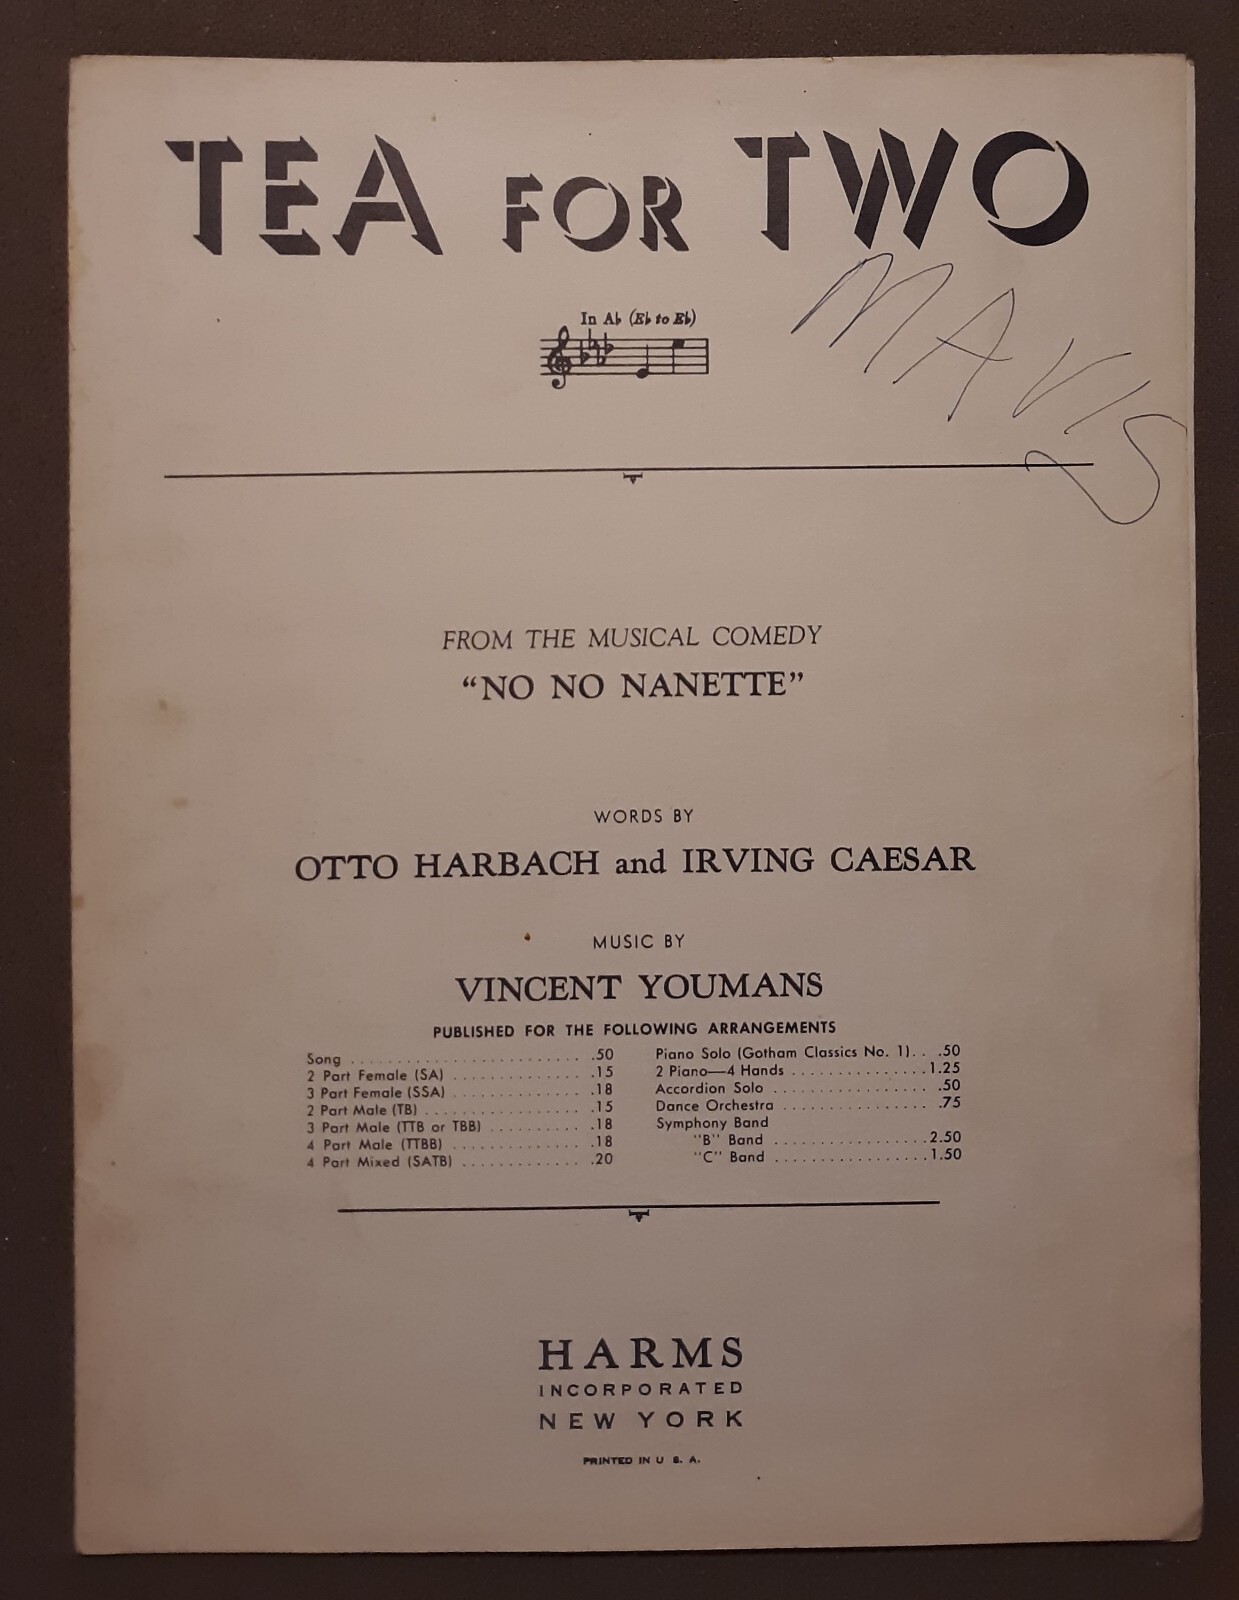 TEA FOR TWO
In A♭ (E♭ to E♭)
MAVIS
FROM THE MUSICAL COMEDY
“NO NO NANETTE”
WORDS BY
OTTO HARBACH and IRVING CAESAR
MUSIC BY
VINCENT YOUMANS
PUBLISHED FOR THE FOLLOWING ARRANGEMENTS
Song .......................... .50
2 Part Female (SA) .............. .15
3 Part Female (SSA) .............. .18
2 Part Male (TB) ................. .15
3 Part Male (TTB or TBB) .......... .18
4 Part Male (TTBB) .............. .18
4 Part Mixed (SATB) ............. .20
Piano Solo (Gotham Classics No. 1). . .50
2 Piano—4 Hands ...............1.25
Accordion Solo ................. .50
Dance Orchestra ................ .75
Symphony Band
"B" Band .................2.50
"C" Band .................1.50
HARMS
INCORPORATED
NEW YORK
PRINTED IN U S. A.